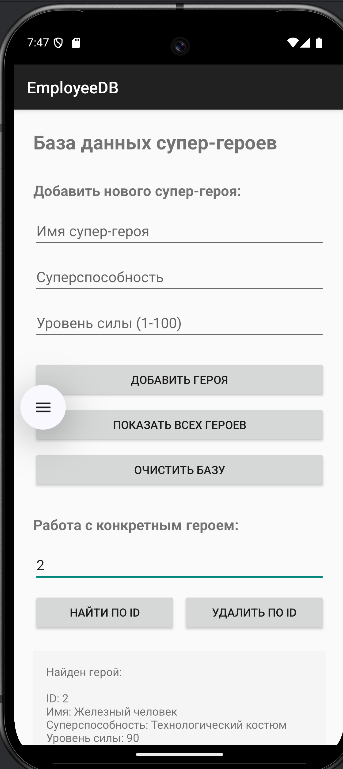 7:47
EmployeeDB
База данных супер-героев
Добавить нового супер-героя:
Имя супер-героя
Суперспособность
Уровень силы (1-100)
ДОБАВИТЬ ГЕРОЯ
ПОКАЗАТЬ ВСЕХ ГЕРОЕВ
ОЧИСТИТЬ БАЗУ
Работа с конкретным героем:
2
НАЙТИ ПО ID
УДАЛИТЬ ПО ID
Найден герой:
ID: 2
Имя: Железный человек
Суперспособность: Технологический костюм
Уровень силы: 90